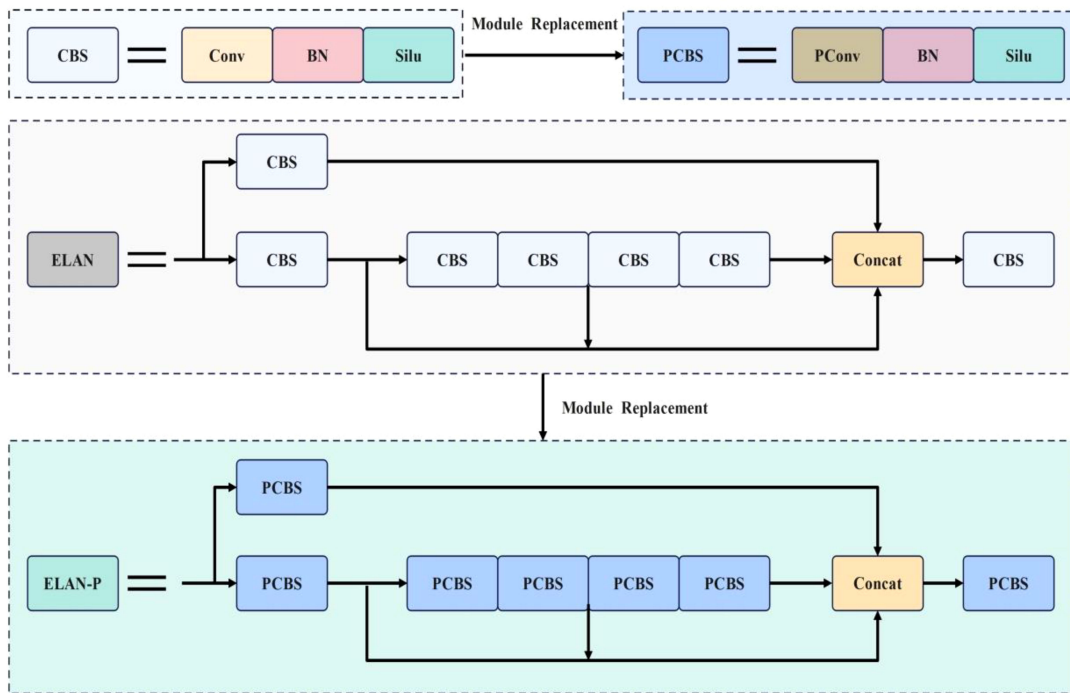 Module Replacement
CBS Conv BN Silu PCBS PConv BN Silu
CBS
ELAN CBS CBS CBS CBS CBS Concat CBS
Module Replacement
PCBS
ELAN-P PCBS PCBS PCBS PCBS PCBS Concat PCBS